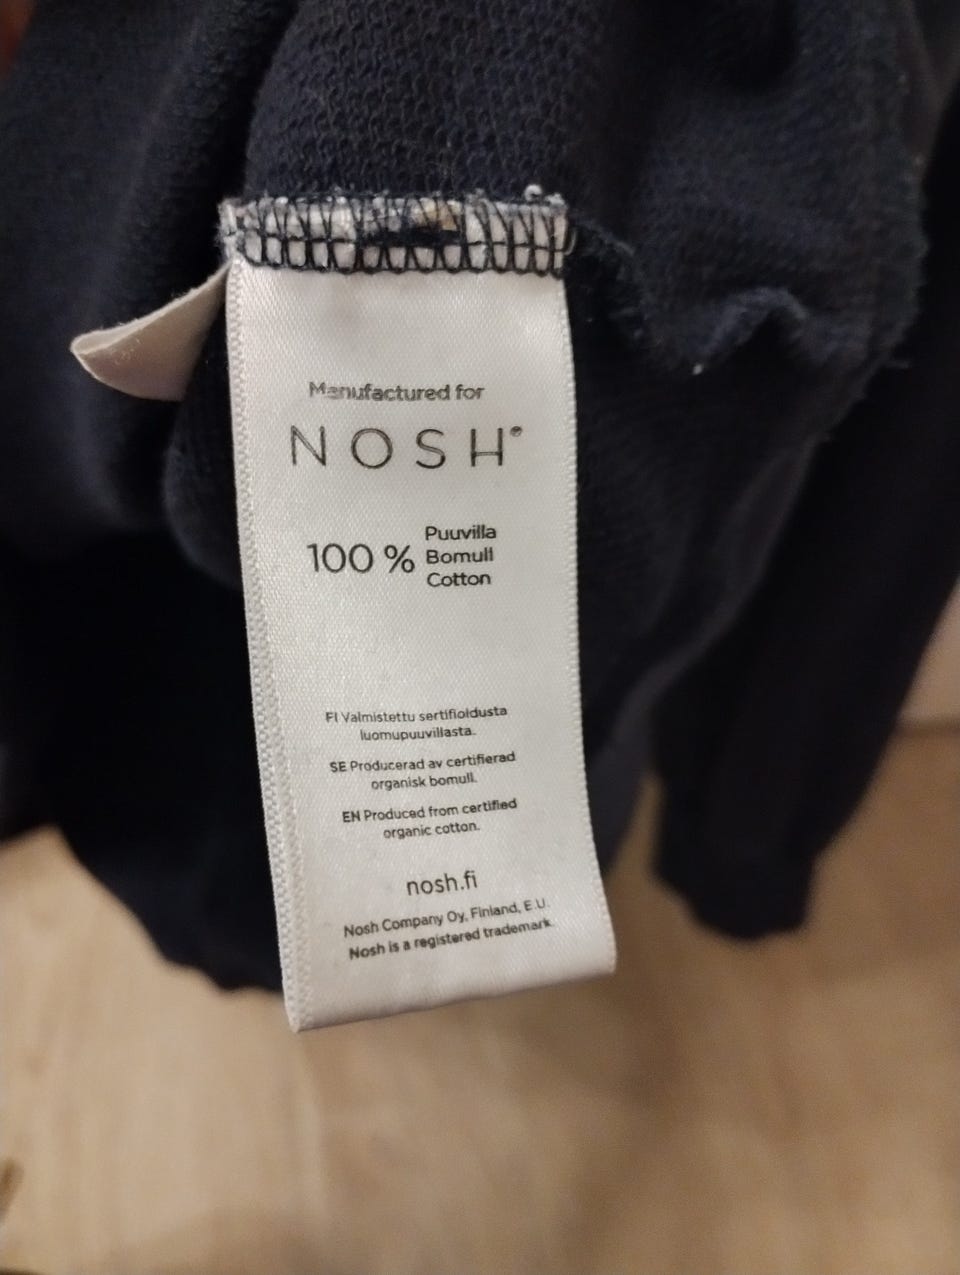 Manufactured for
NOSH®
100 % Puuvilla
Bomull
Cotton
FI Valmistettu sertifioidusta
luomupuuvillasta.
SE Producerad av certifierad
organisk bomull.
EN Produced from certified
organic cotton.
nosh.fi
Nosh Company Oy, Finland, E.U.
Nosh is a registered trademark.